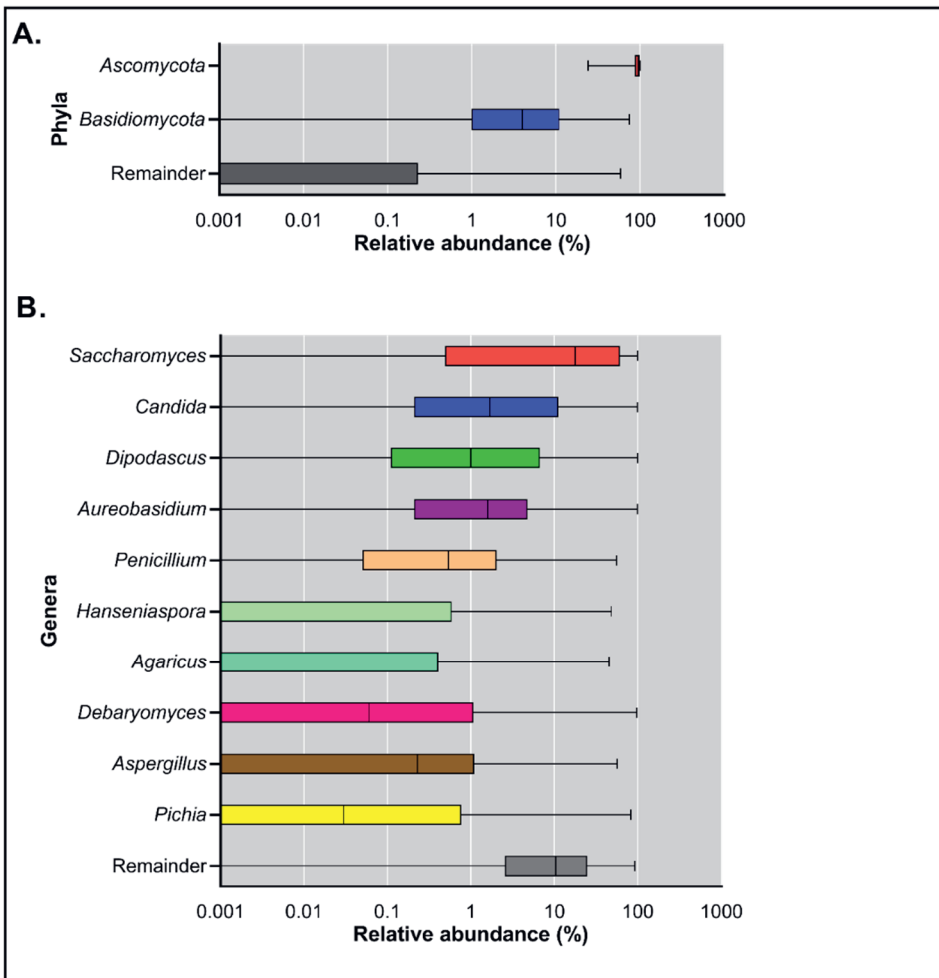 A.
Phyla
Ascomycota
Basidiomycota
Remainder
0.001 0.01 0.1 1 10 100 1000
Relative abundance (%)
B.
Genera
Saccharomyces
Candida
Dipodascus
Aureobasidium
Penicillium
Hanseniaspora
Agaricus
Debaryomyces
Aspergillus
Pichia
Remainder
0.001 0.01 0.1 1 10 100 1000
Relative abundance (%)